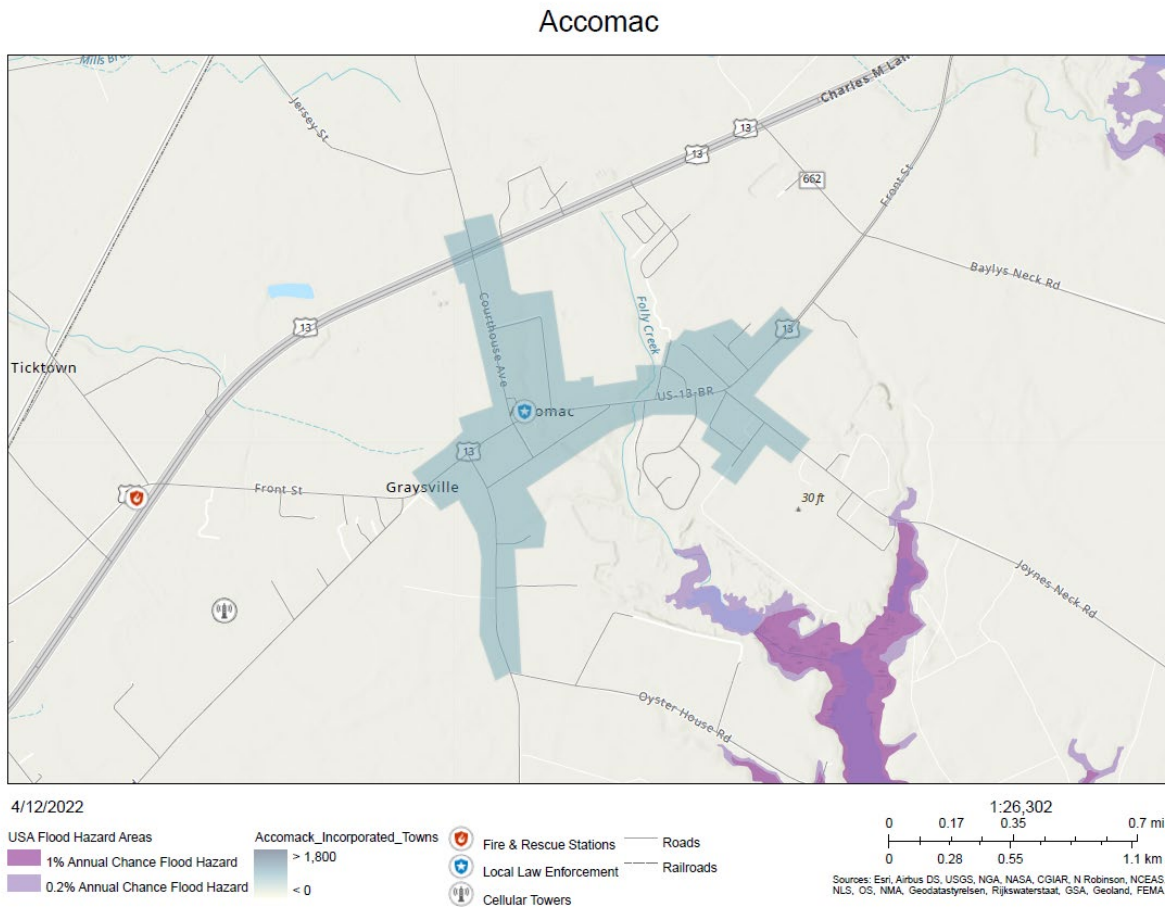 Accomac
Mills
Jersey St
Charles M Lan
13
13
662
Front St
Baylys Neck Rd
Courthouse Ave
Folly Creek
13
13
Ticktown
US-13-BR
omac
13
Graysville
Front St
30 ft
Joynes Neck Rd
Oyster House Rd
4/12/2022
USA Flood Hazard Areas
1% Annual Chance Flood Hazard
0.2% Annual Chance Flood Hazard
Accomack_Incorporated_Towns
> 1,800
< 0
Fire & Rescue Stations
Local Law Enforcement
Cellular Towers
Roads
Railroads
1:26,302
0 0.17 0.35 0.7 mi
0 0.28 0.55 1.1 km
Sources: Esri, Airbus DS, USGS, NGA, NASA, CGIAR, N Robinson, NCEAS,
NLS, OS, NMA, Geodatastyrelsen, Rijkswaterstaat, GSA, Geoland, FEMA,